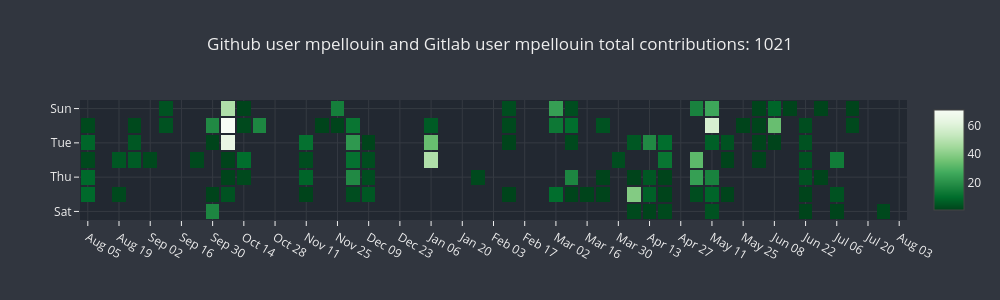 Github user mpellouin and Gitlab user mpellouin total contributions: 1021
Sun
Tue
Thu
Sat
Aug 05 Aug 19 Sep 02 Sep 16 Sep 30 Oct 14 Oct 28 Nov 11 Nov 25 Dec 09 Dec 23 Jan 06 Jan 20 Feb 03 Feb 17 Mar 02 Mar 16 Mar 30 Apr 13 Apr 27 May 11 May 25 Jun 08 Jun 22 Jul 06 Jul 20 Aug 03
60
40
20